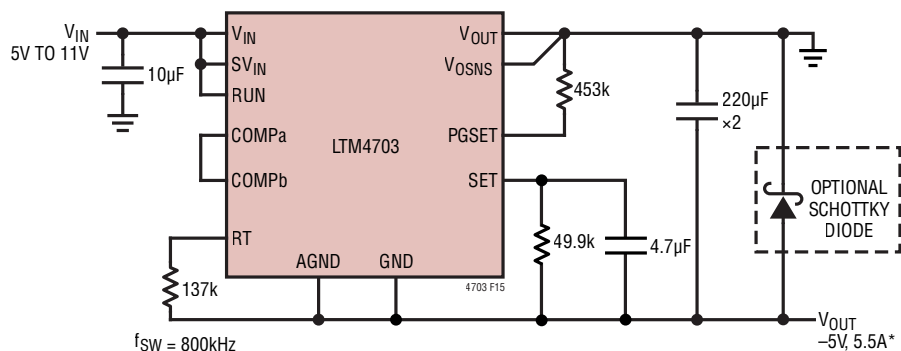 VIN
5V TO 11V
10µF
VIN
SVIN
RUN
COMPa
COMPb
RT
137k
fSW = 800kHz
LTM4703
AGND
GND
VOUT
VOSNS
PGSET
SET
4703 F15
453k
49.9k
4.7µF
220µF
×2
OPTIONAL
SCHOTTKY
DIODE
VOUT
–5V, 5.5A*